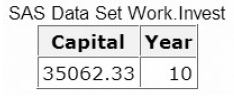 SAS Data Set Work.Invest
Capital Year
35062.33 10